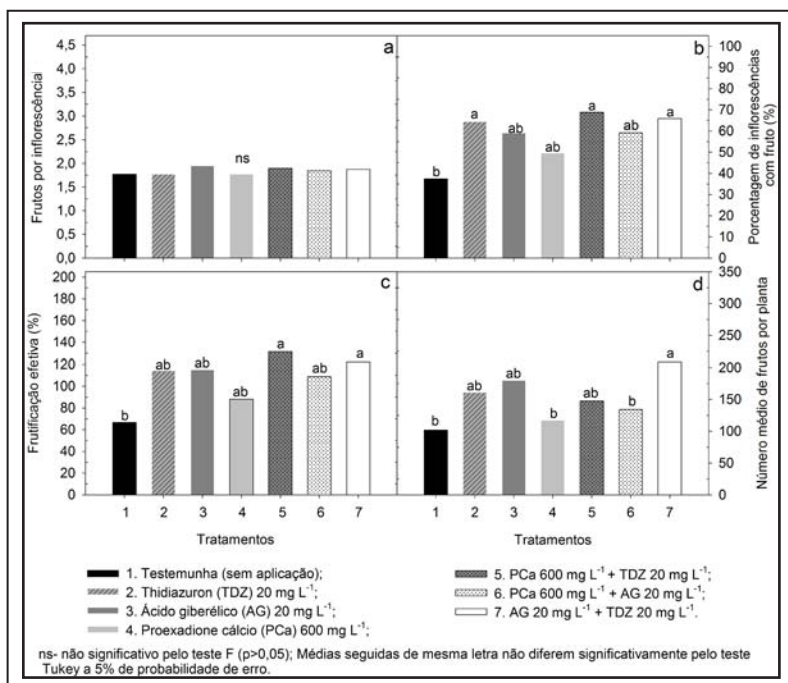 a
b
Frutos por inflorescência
4,5
4,0
3,5
3,0
2,5
2,0
1,5
1,0
0,5
0,0
ns
b a ab ab a ab a
100
80
60
40
20
0
Porcentagem de inflorescências
com fruto (%)
c
d
Frutificação efetiva (%)
200
180
160
140
120
100
80
60
40
20
0
b ab ab ab a ab a
b ab ab b ab b a
350
300
250
200
150
100
50
0
Número médio de frutos por planta
1 2 3 4 5 6 7
1 2 3 4 5 6 7
Tratamentos
Tratamentos
1. Testemunha (sem aplicação);
2. Thidiazuron (TDZ) 20 mg L⁻¹;
3. Ácido giberélico (AG) 20 mg L⁻¹;
4. Proexadione cálcio (PCa) 600 mg L⁻¹;
5. PCa 600 mg L⁻¹ + TDZ 20 mg L⁻¹;
6. PCa 600 mg L⁻¹ + AG 20 mg L⁻¹;
7. AG 20 mg L⁻¹ + TDZ 20 mg L⁻¹.
ns- não significativo pelo teste F (p>0,05); Médias seguidas de mesma letra não diferem significativamente pelo teste
Tukey a 5% de probabilidade de erro.